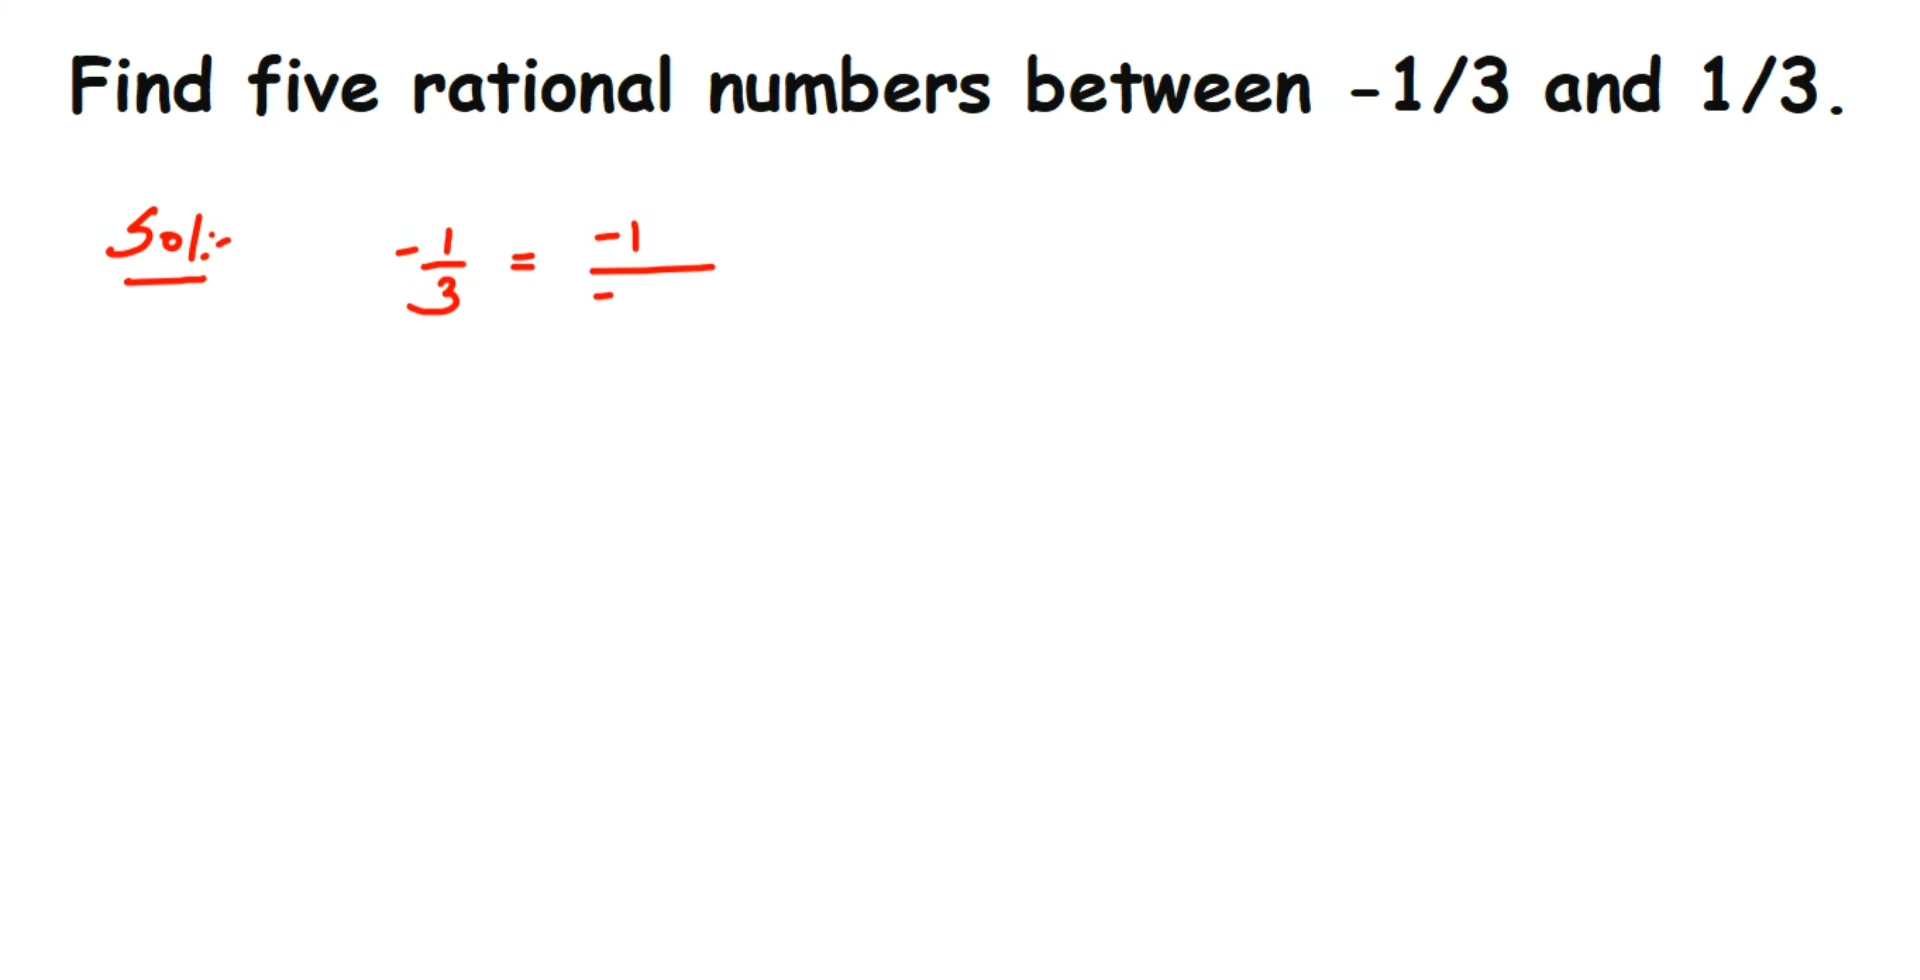 Find five rational numbers between -1/3 and 1/3.
Sol:- -1/3 = -1/-